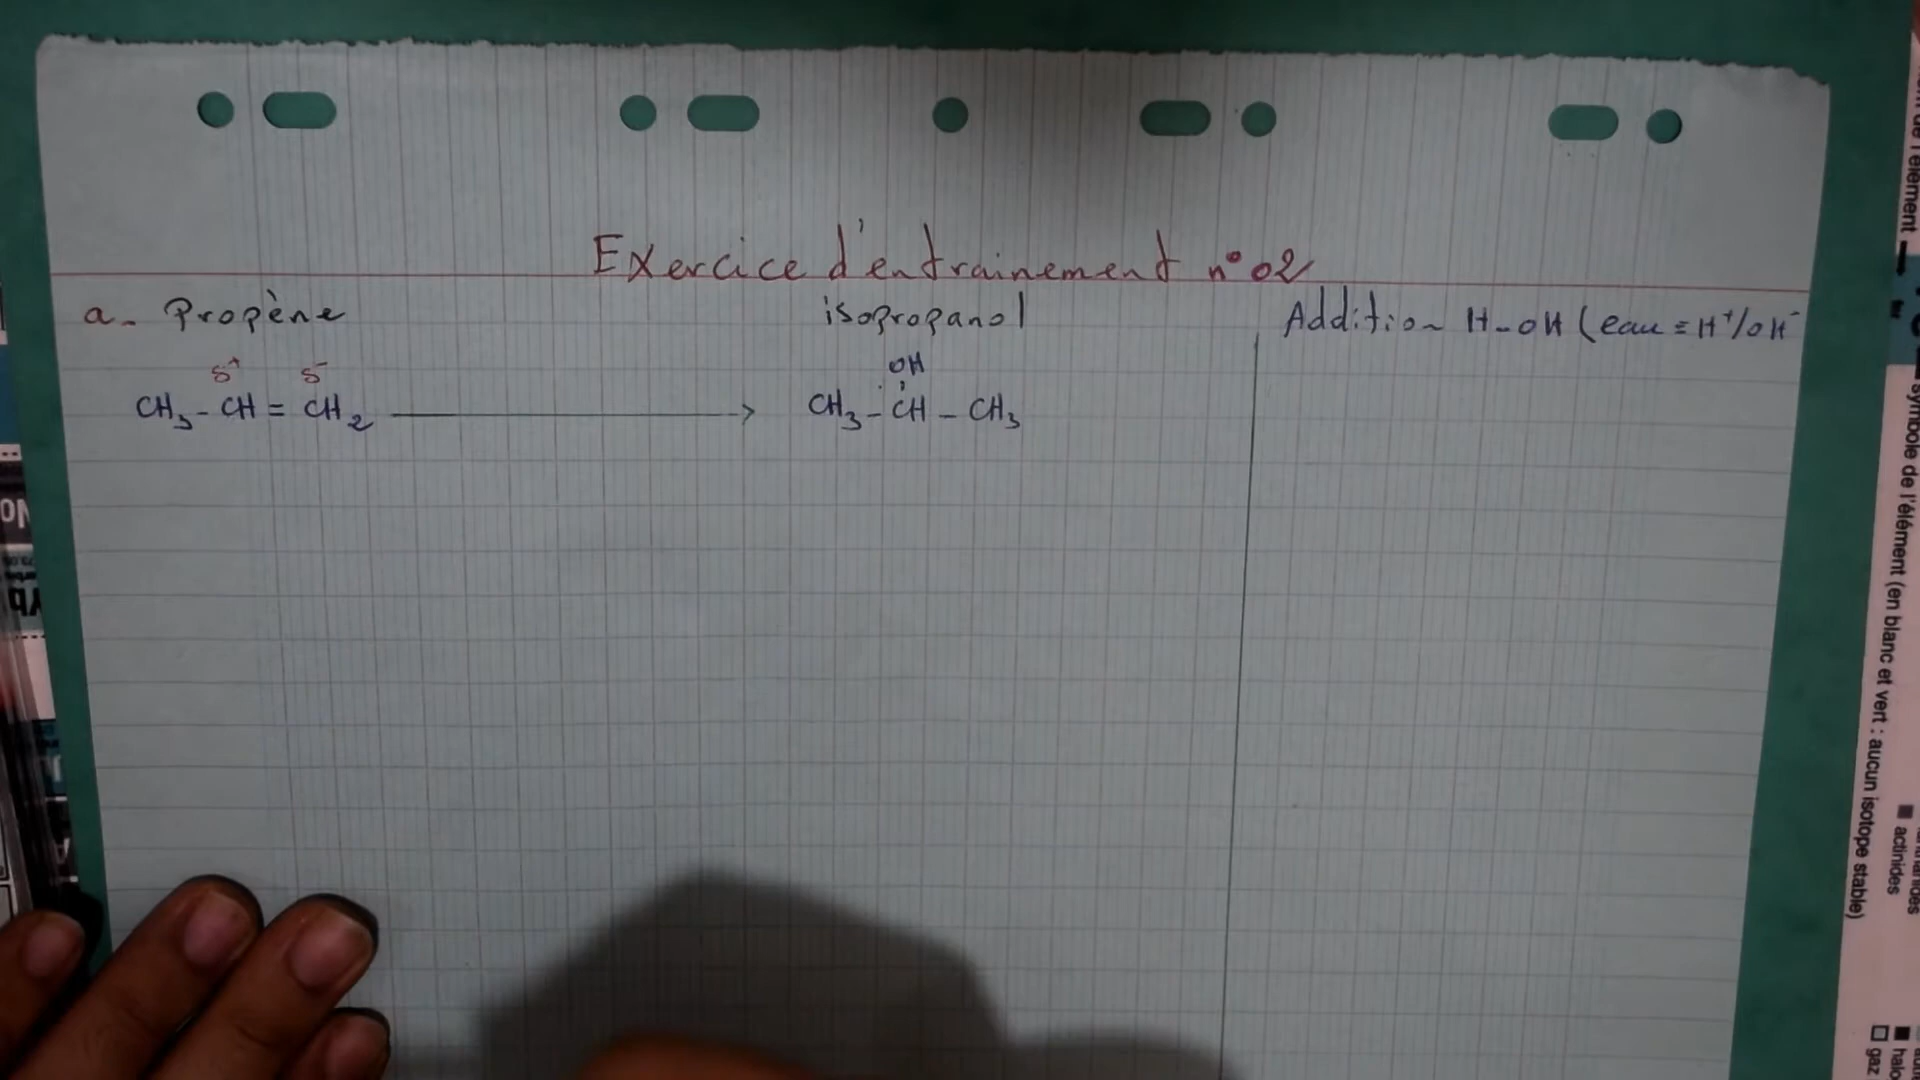 Exercice d'entrainement n° 02
a - Propène isopropanol Addition H-OH (eau = H⁺/OH⁻
δ⁺ δ⁻ OH
CH₃ - CH = CH₂ → CH₃ - CH - CH₃
symbole de l'élément (en blanc et vert : aucun isotope stable)
actinides
gaz